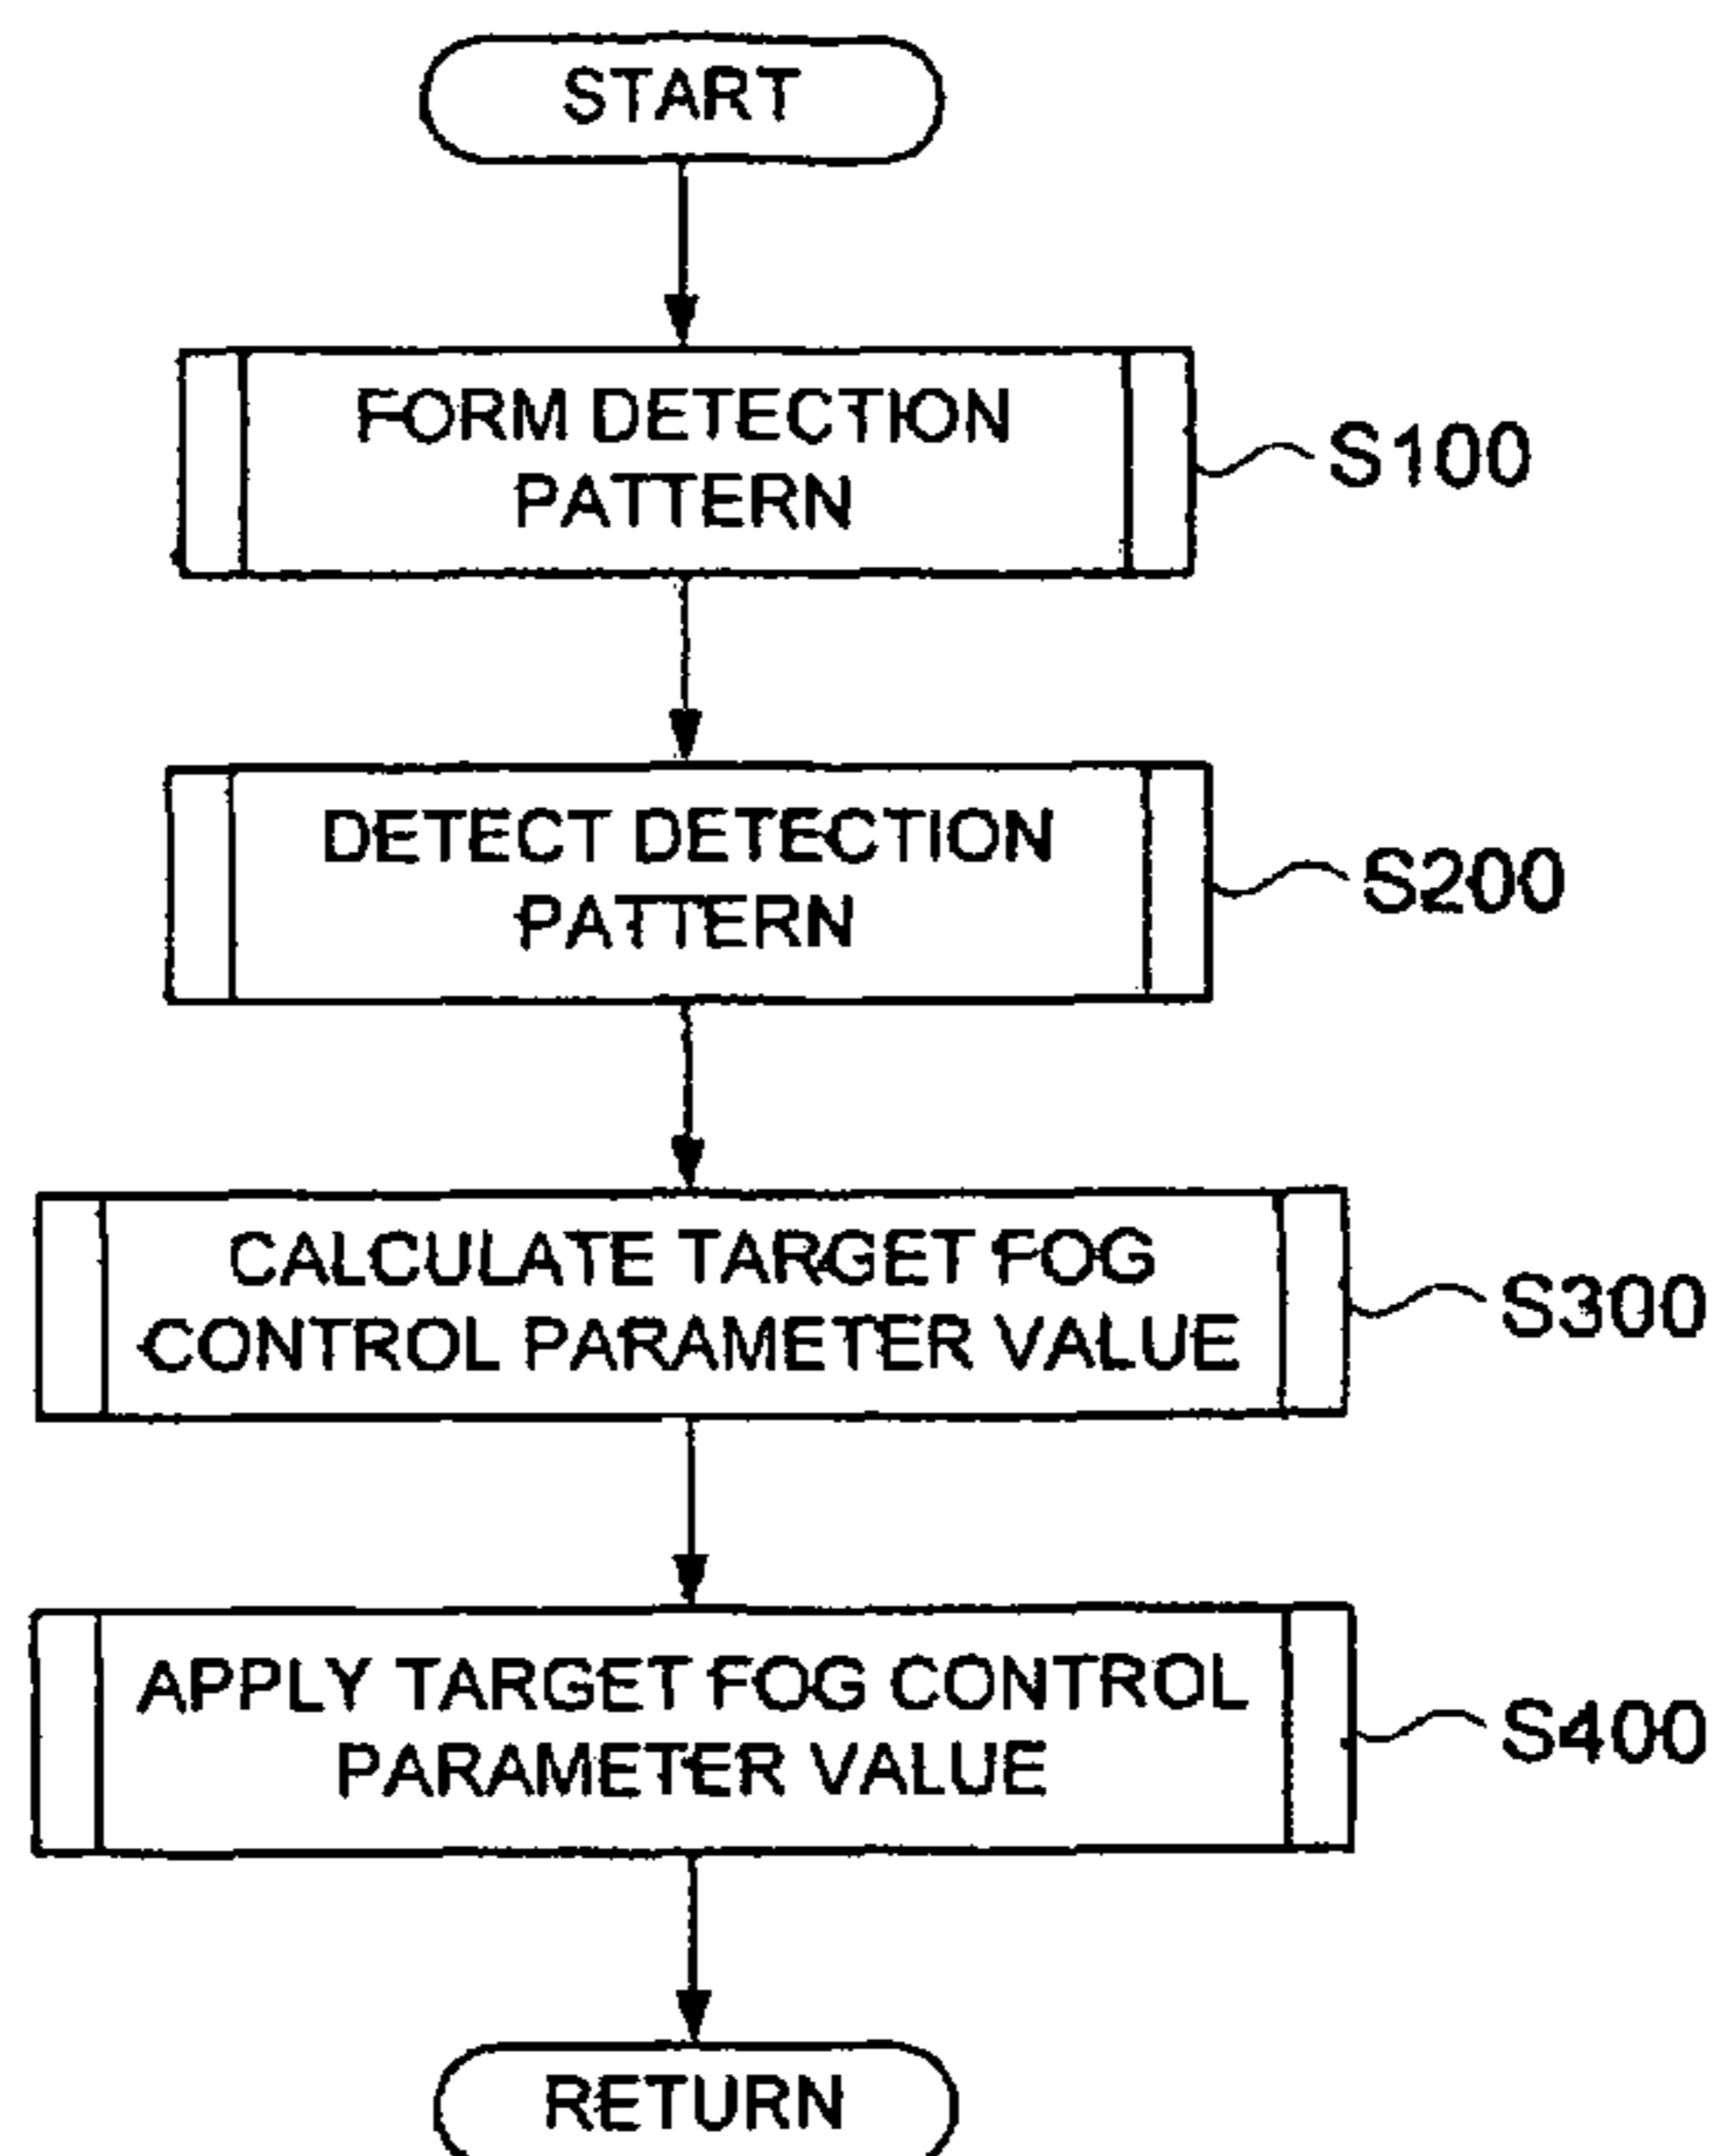 START
FORM DETECTION
PATTERN
S100
DETECT DETECTION
PATTERN
S200
CALCULATE TARGET FOG
CONTROL PARAMETER VALUE
S300
APPLY TARGET FOG CONTROL
PARAMETER VALUE
S400
RETURN